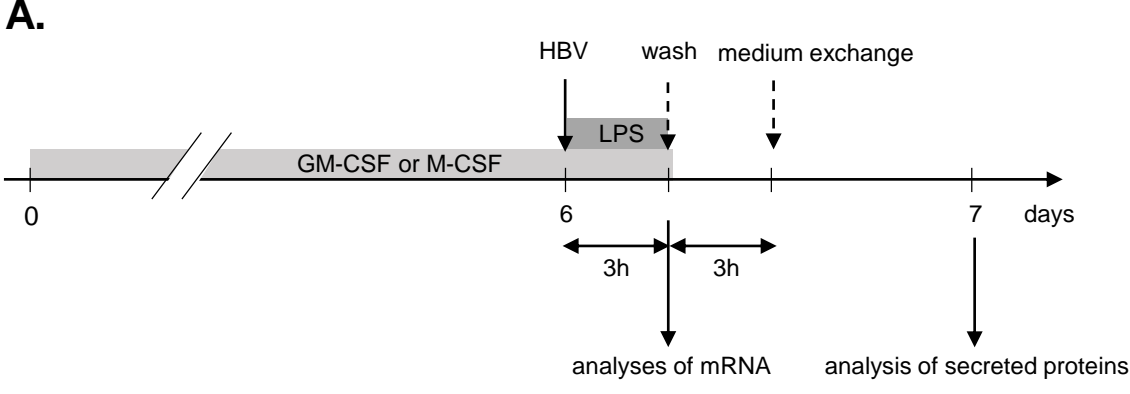 A.
HBV wash medium exchange
LPS
GM-CSF or M-CSF
0 6 7 days
3h 3h
analyses of mRNA analysis of secreted proteins